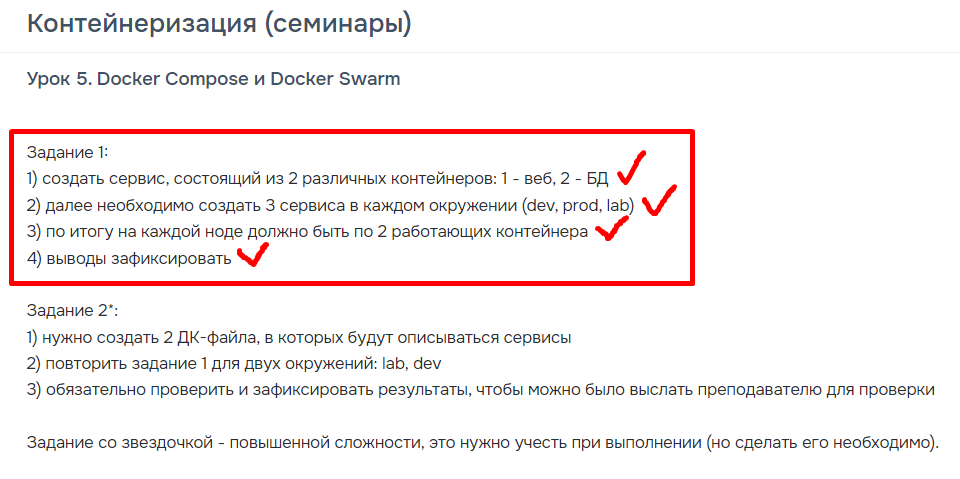 Контейнеризация (семинары)
Урок 5. Docker Compose и Docker Swarm
Задание 1:
1) создать сервис, состоящий из 2 различных контейнеров: 1 - веб, 2 - БД
2) далее необходимо создать 3 сервиса в каждом окружении (dev, prod, lab)
3) по итогу на каждой ноде должно быть по 2 работающих контейнера
4) выводы зафиксировать
Задание 2*:
1) нужно создать 2 ДК-файла, в которых будут описываться сервисы
2) повторить задание 1 для двух окружений: lab, dev
3) обязательно проверить и зафиксировать результаты, чтобы можно было выслать преподавателю для проверки
Задание со звездочкой - повышенной сложности, это нужно учесть при выполнении (но сделать его необходимо).